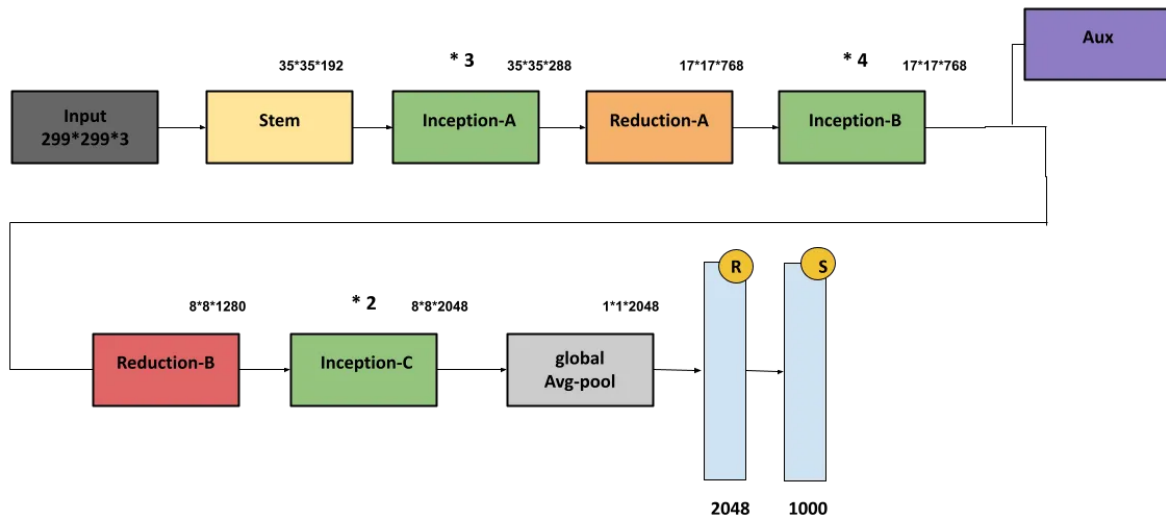 Aux
* 3
* 4
35*35*192
35*35*288
17*17*768
17*17*768
Input
299*299*3
Stem
Inception-A
Reduction-A
Inception-B
R
S
* 2
8*8*1280
8*8*2048
1*1*2048
Reduction-B
Inception-C
global
Avg-pool
2048
1000